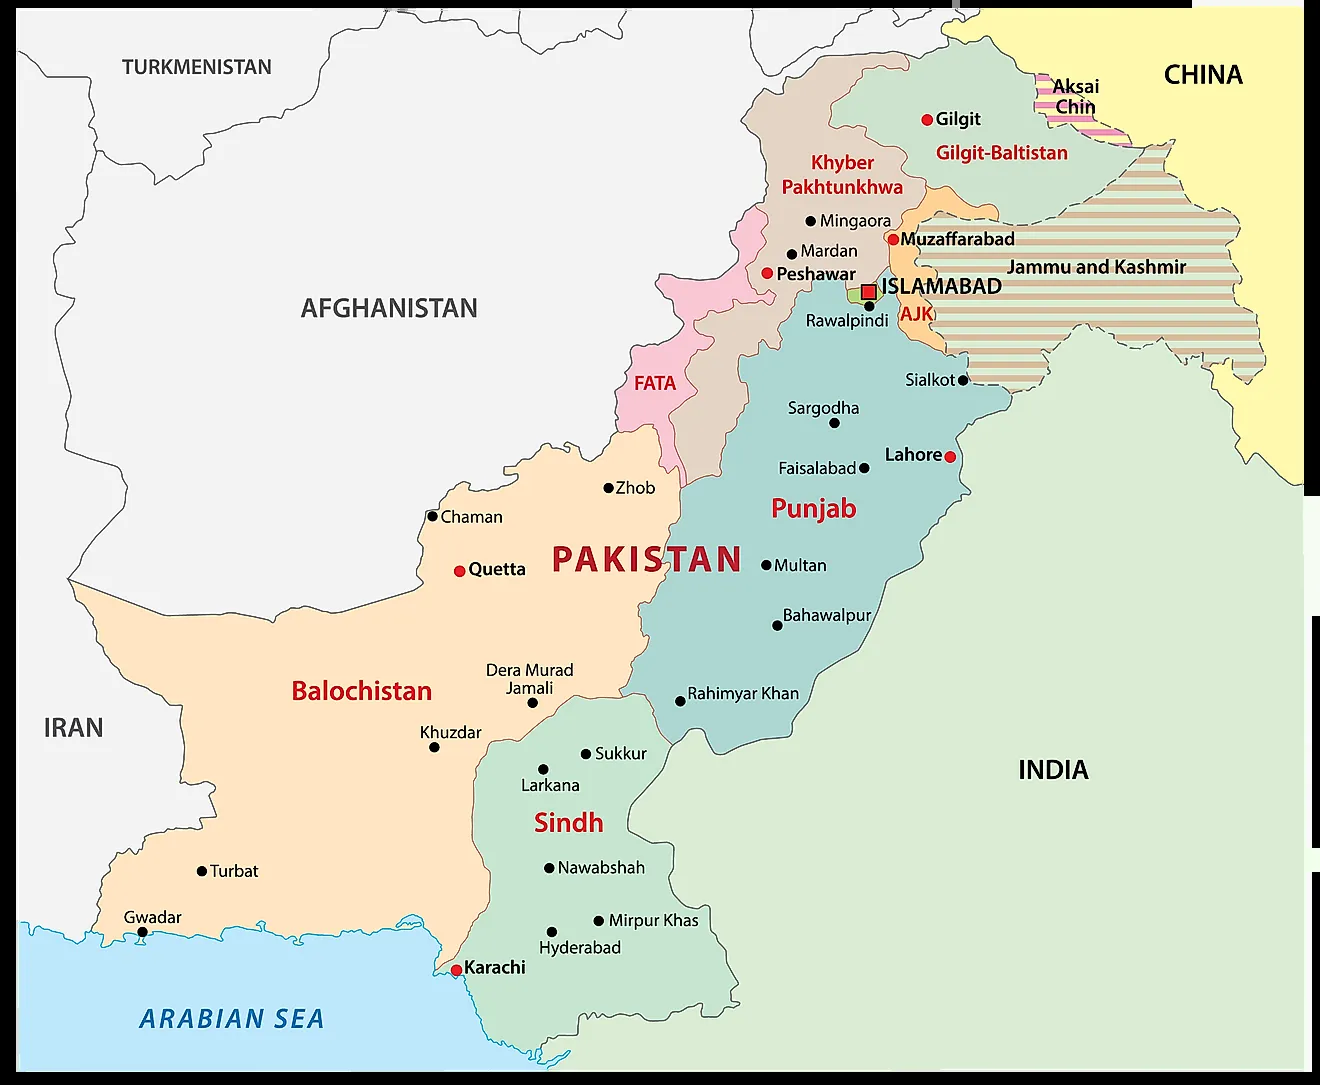 TURKMENISTAN
CHINA
Aksai
Chin
Gilgit
Gilgit-Baltistan
Khyber
Pakhtunkhwa
Mingaora
Muzaffarabad
Mardan
Jammu and Kashmir
Peshawar
ISLAMABAD
AFGHANISTAN
AJK
Rawalpindi
FATA
Sialkot
Sargodha
Lahore
Faisalabad
Zhob
Punjab
Chaman
PAKISTAN
Quetta
Multan
Bahawalpur
Dera Murad
Jamali
Balochistan
Rahimyar Khan
IRAN
Khuzdar
Sukkur
INDIA
Larkana
Sindh
Turbat
Nawabshah
Gwadar
Mirpur Khas
Hyderabad
Karachi
ARABIAN SEA